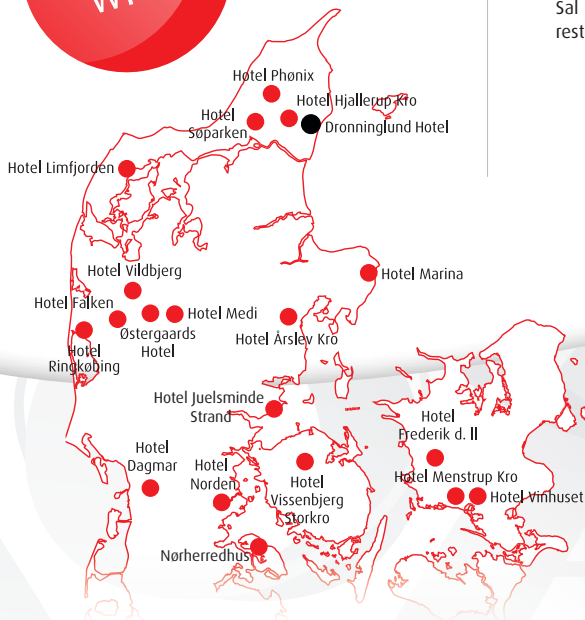 Sal
rest
Hotel Phønix
Hotel Hjallerup Kro
Hotel
Søparken
Dronninglund Hotel
Hotel Limfjorden
Hotel Vildbjerg
Hotel Marina
Hotel Falken
Hotel Medi
Østergaards
Hotel
Hotel Årslev Kro
Hotel
Ringkøbing
Hotel Juelsminde
Strand
Hotel
Frederik d. II
Hotel
Dagmar
Hotel
Norden
Hotel
Vissenbjerg
Storkro
Hotel Menstrup Kro
Hotel Vinhuset
Nørherredhus